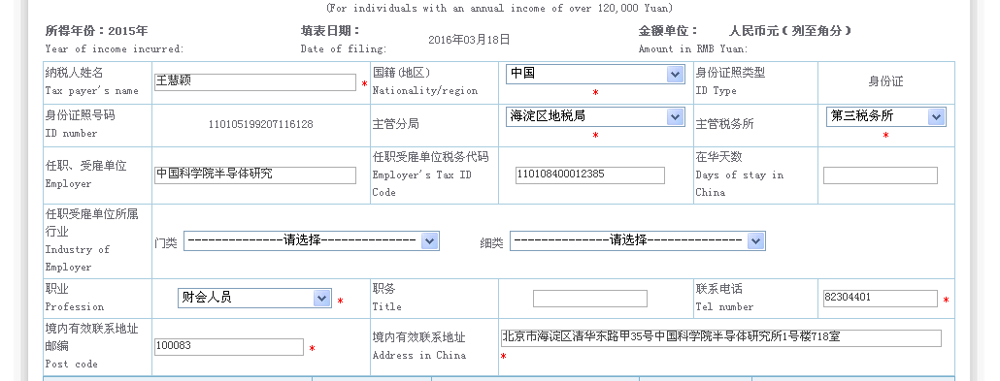 (For individuals with an annual income of over 120,000 Yuan)
所得年份：2015年 填表日期： 金额单位： 人民币元（列至角分）
Year of income incurred: Date of filing: 2016年03月18日 Amount in RMB Yuan:
纳税人姓名 王慧颖 * 国籍(地区) 中国 * 身份证照类型 身份证
Tax payer's name Nationality/region ID Type
身份证照号码 110105199207116128 主管分局 海淀区地税局 * 主管税务所 第三税务所 *
ID number
任职、受雇单位 中国科学院半导体研究 任职受雇单位税务代码 110108400012385 在华天数
Employer Employer's Tax ID Days of stay in
Code China
任职受雇单位所属
行业 门类 --------------请选择-------------- 细类 --------------请选择--------------
Industry of
Employer
职业 财会人员 * 职务 联系电话 82304401 *
Profession Title Tel number
境内有效联系地址
邮编 100083 * 境内有效联系地址 北京市海淀区清华东路甲35号中国科学院半导体研究所1号楼718室
Post code Address in China *